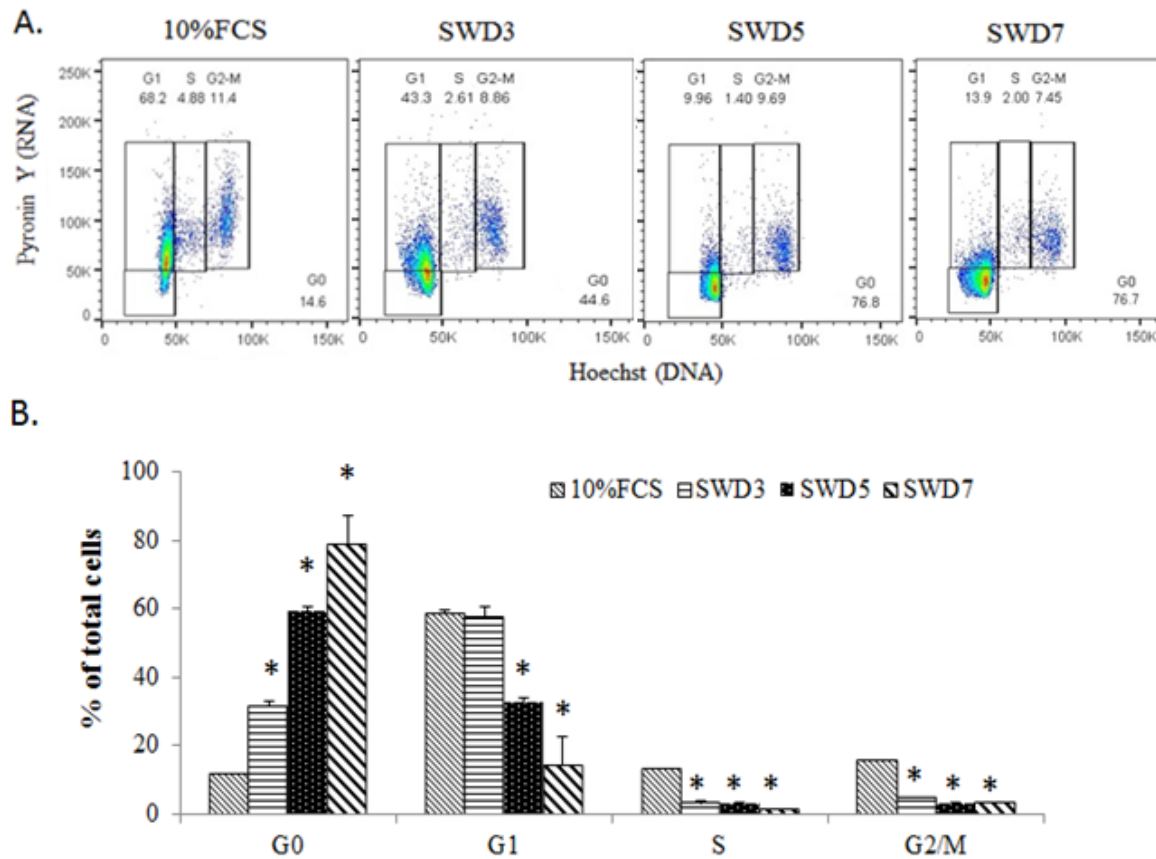 A.
10%FCS SWD3 SWD5 SWD7
Pyronin Y (RNA)
250K
200K
150K
100K
50K
0
G1 S G2-M
68.2 4.88 11.4
G0
14.6
G1 S G2-M
43.3 2.61 8.86
G0
44.6
G1 S G2-M
9.96 1.40 9.69
G0
76.8
G1 S G2-M
13.9 2.00 7.45
G0
76.7
0 50K 100K 150K 0 50K 100K 150K 0 50K 100K 150K 0 50K 100K 150K
Hoechst (DNA)
B.
% of total cells
100
80
60
40
20
0
10%FCS SWD3 SWD5 SWD7
* * *
* *
* * *
* * *
G0 G1 S G2/M